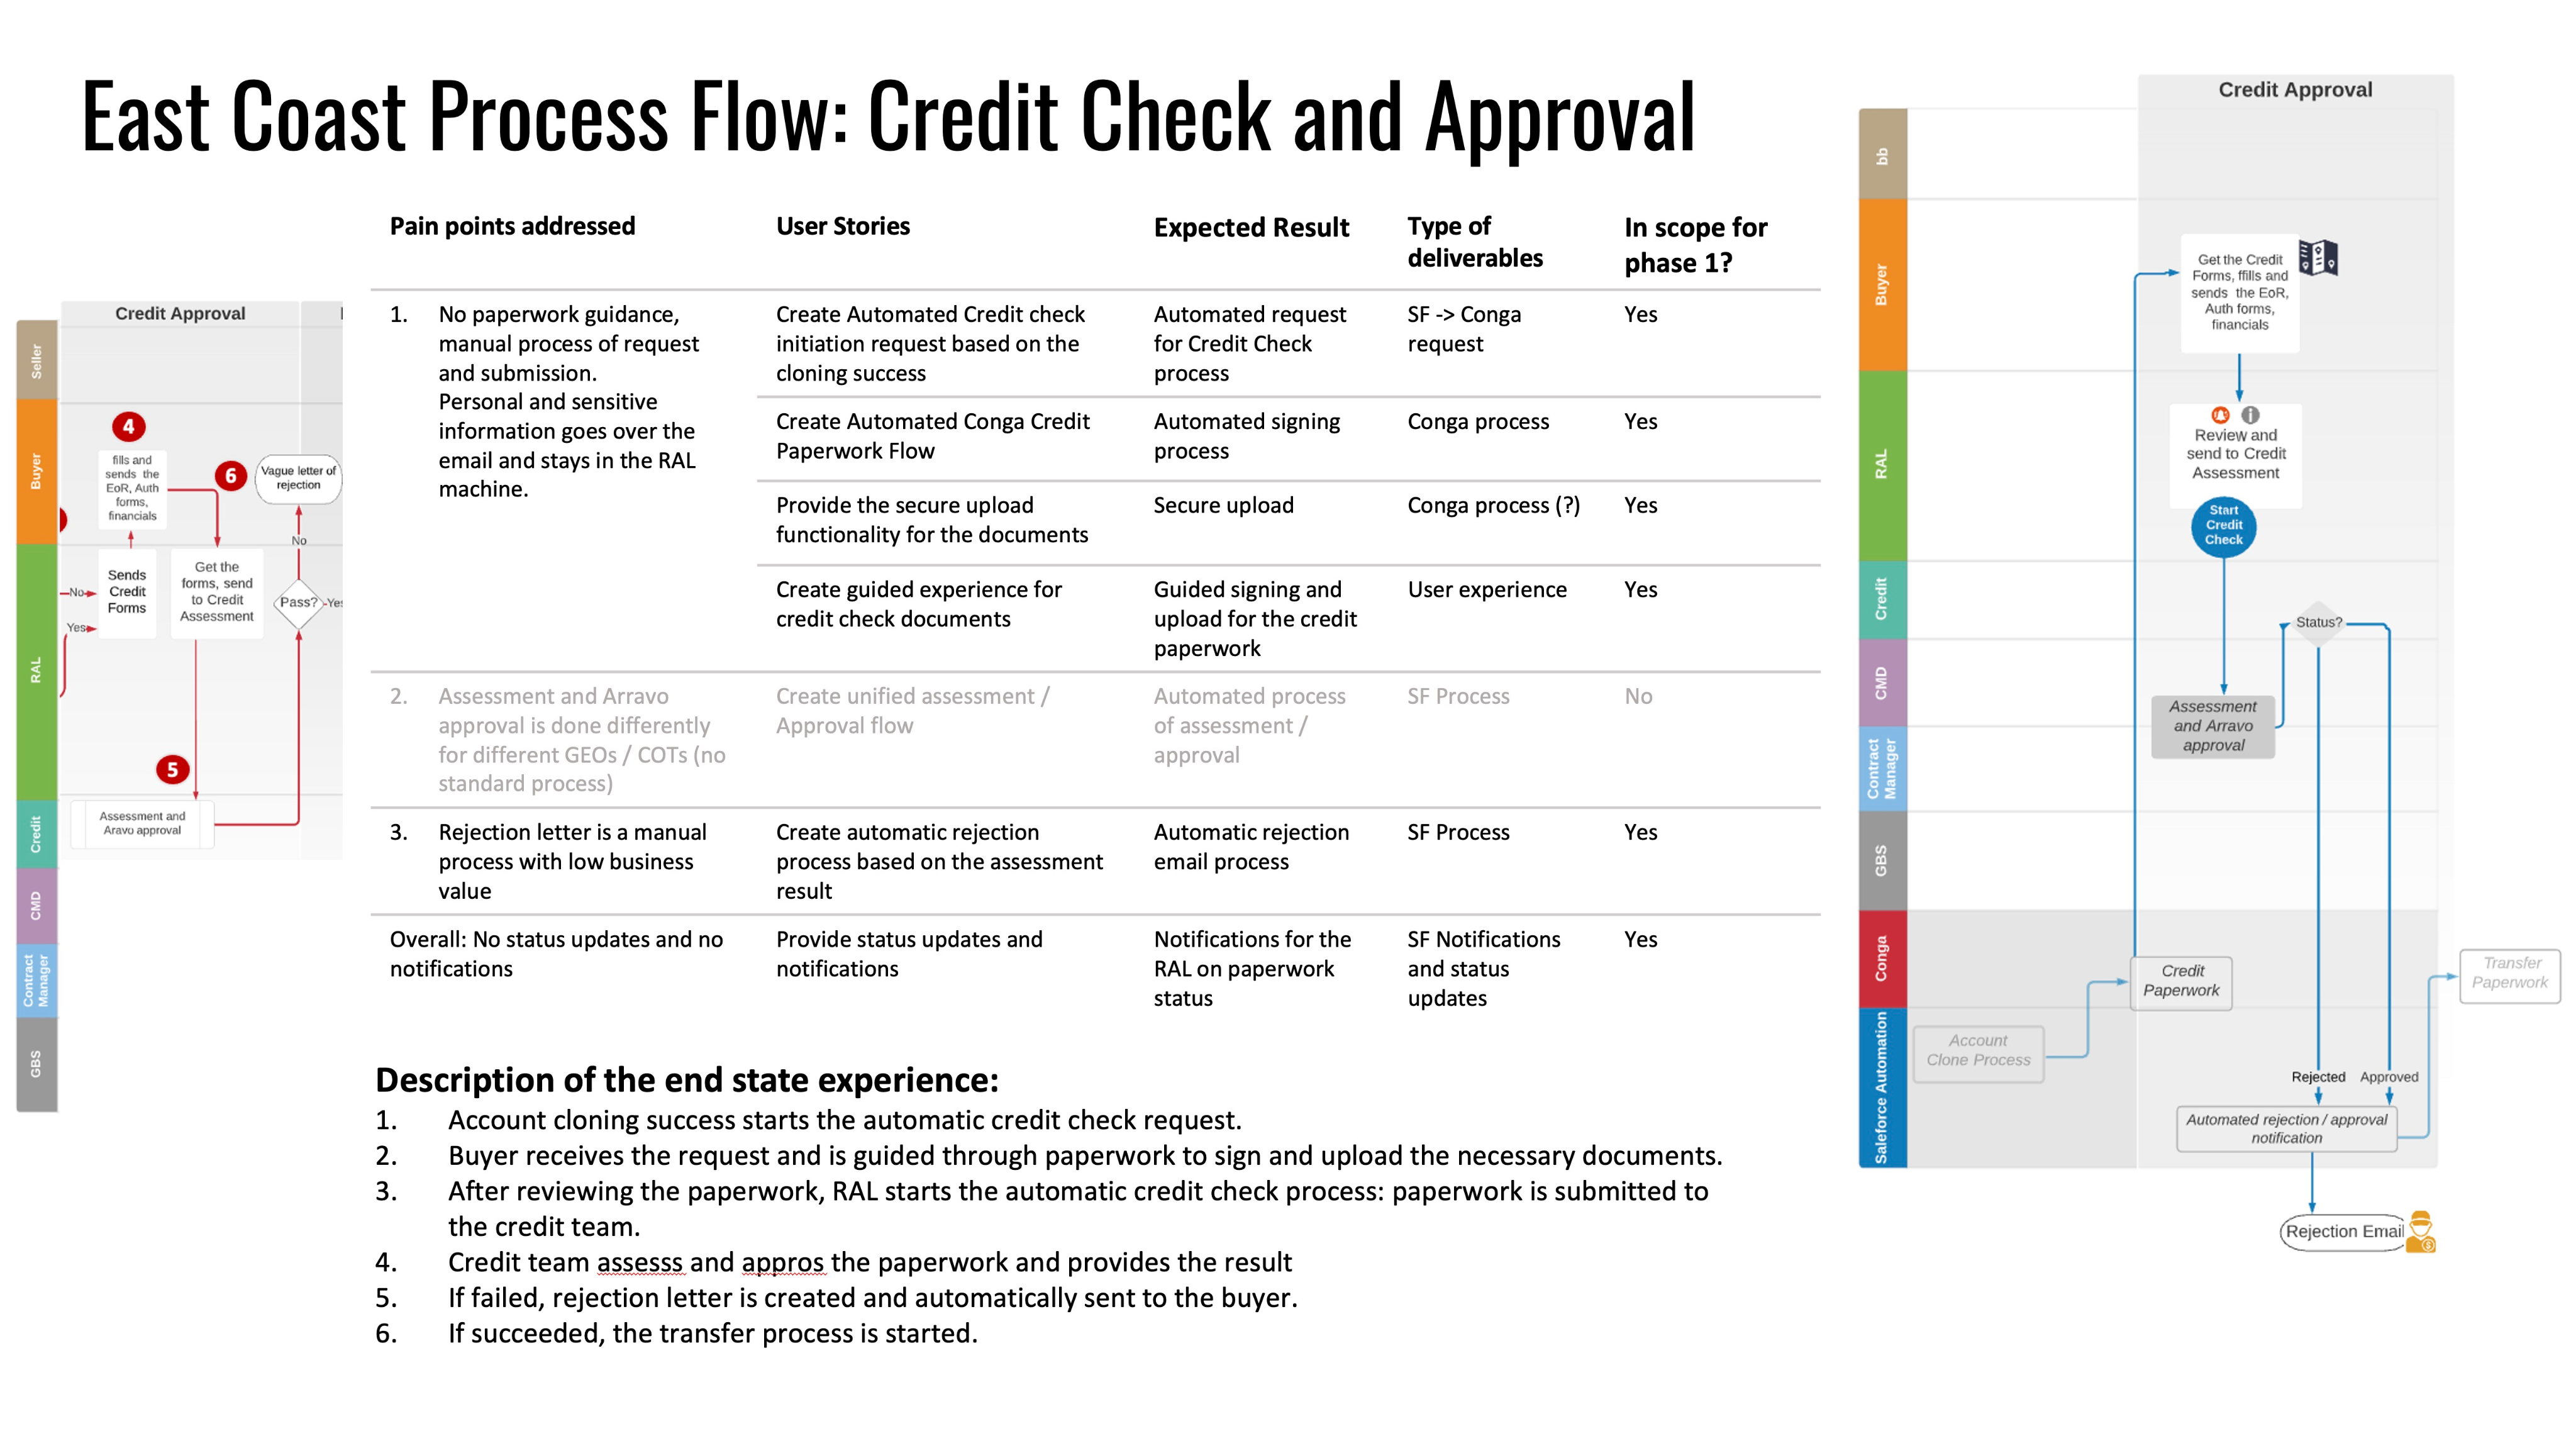 East Coast Process Flow: Credit Check and Approval
Credit Approval
Seller
Buyer
RAL
Credit
CMD
Contract
Manager
GBS
4
fills and
sends the
EoR, Auth
forms,
financials
6
Vague letter of
rejection
No
No
Yes
Sends
Credit
Forms
Get the
forms, send
to Credit
Assessment
Pass?
Yes
5
Assessment and
Aravo approval
Pain points addressed
User Stories
Expected Result
Type of
deliverables
In scope for
phase 1?
1. No paperwork guidance,
manual process of request
and submission.
Personal and sensitive
information goes over the
email and stays in the RAL
machine.
Create Automated Credit check
initiation request based on the
cloning success
Automated request
for Credit Check
process
SF -> Conga
request
Yes
Create Automated Conga Credit
Paperwork Flow
Automated signing
process
Conga process
Yes
Provide the secure upload
functionality for the documents
Secure upload
Conga process (?)
Yes
Create guided experience for
credit check documents
Guided signing and
upload for the credit
paperwork
User experience
Yes
2. Assessment and Arravo
approval is done differently
for different GEOs / COTs (no
standard process)
Create unified assessment /
Approval flow
Automated process
of assessment /
approval
SF Process
No
3. Rejection letter is a manual
process with low business
value
Create automatic rejection
process based on the assessment
result
Automatic rejection
email process
SF Process
Yes
Overall: No status updates and no
notifications
Provide status updates and
notifications
Notifications for the
RAL on paperwork
status
SF Notifications
and status
updates
Yes
Description of the end state experience:
1. Account cloning success starts the automatic credit check request.
2. Buyer receives the request and is guided through paperwork to sign and upload the necessary documents.
3. After reviewing the paperwork, RAL starts the automatic credit check process: paperwork is submitted to
the credit team.
4. Credit team assesss and appros the paperwork and provides the result
5. If failed, rejection letter is created and automatically sent to the buyer.
6. If succeeded, the transfer process is started.
Credit Approval
bb
Buyer
RAL
Credit
CMD
Contract
Manager
GBS
Conga
Saleforce Automation
Get the Credit
Forms, ffills and
sends the EoR,
Auth forms,
financials
Review and
send to Credit
Assessment
Start
Credit
Check
Status?
Assessment
and Arravo
approval
Credit
Paperwork
Transfer
Paperwork
Account
Clone Process
Rejected
Approved
Automated rejection / approval
notification
Rejection Email